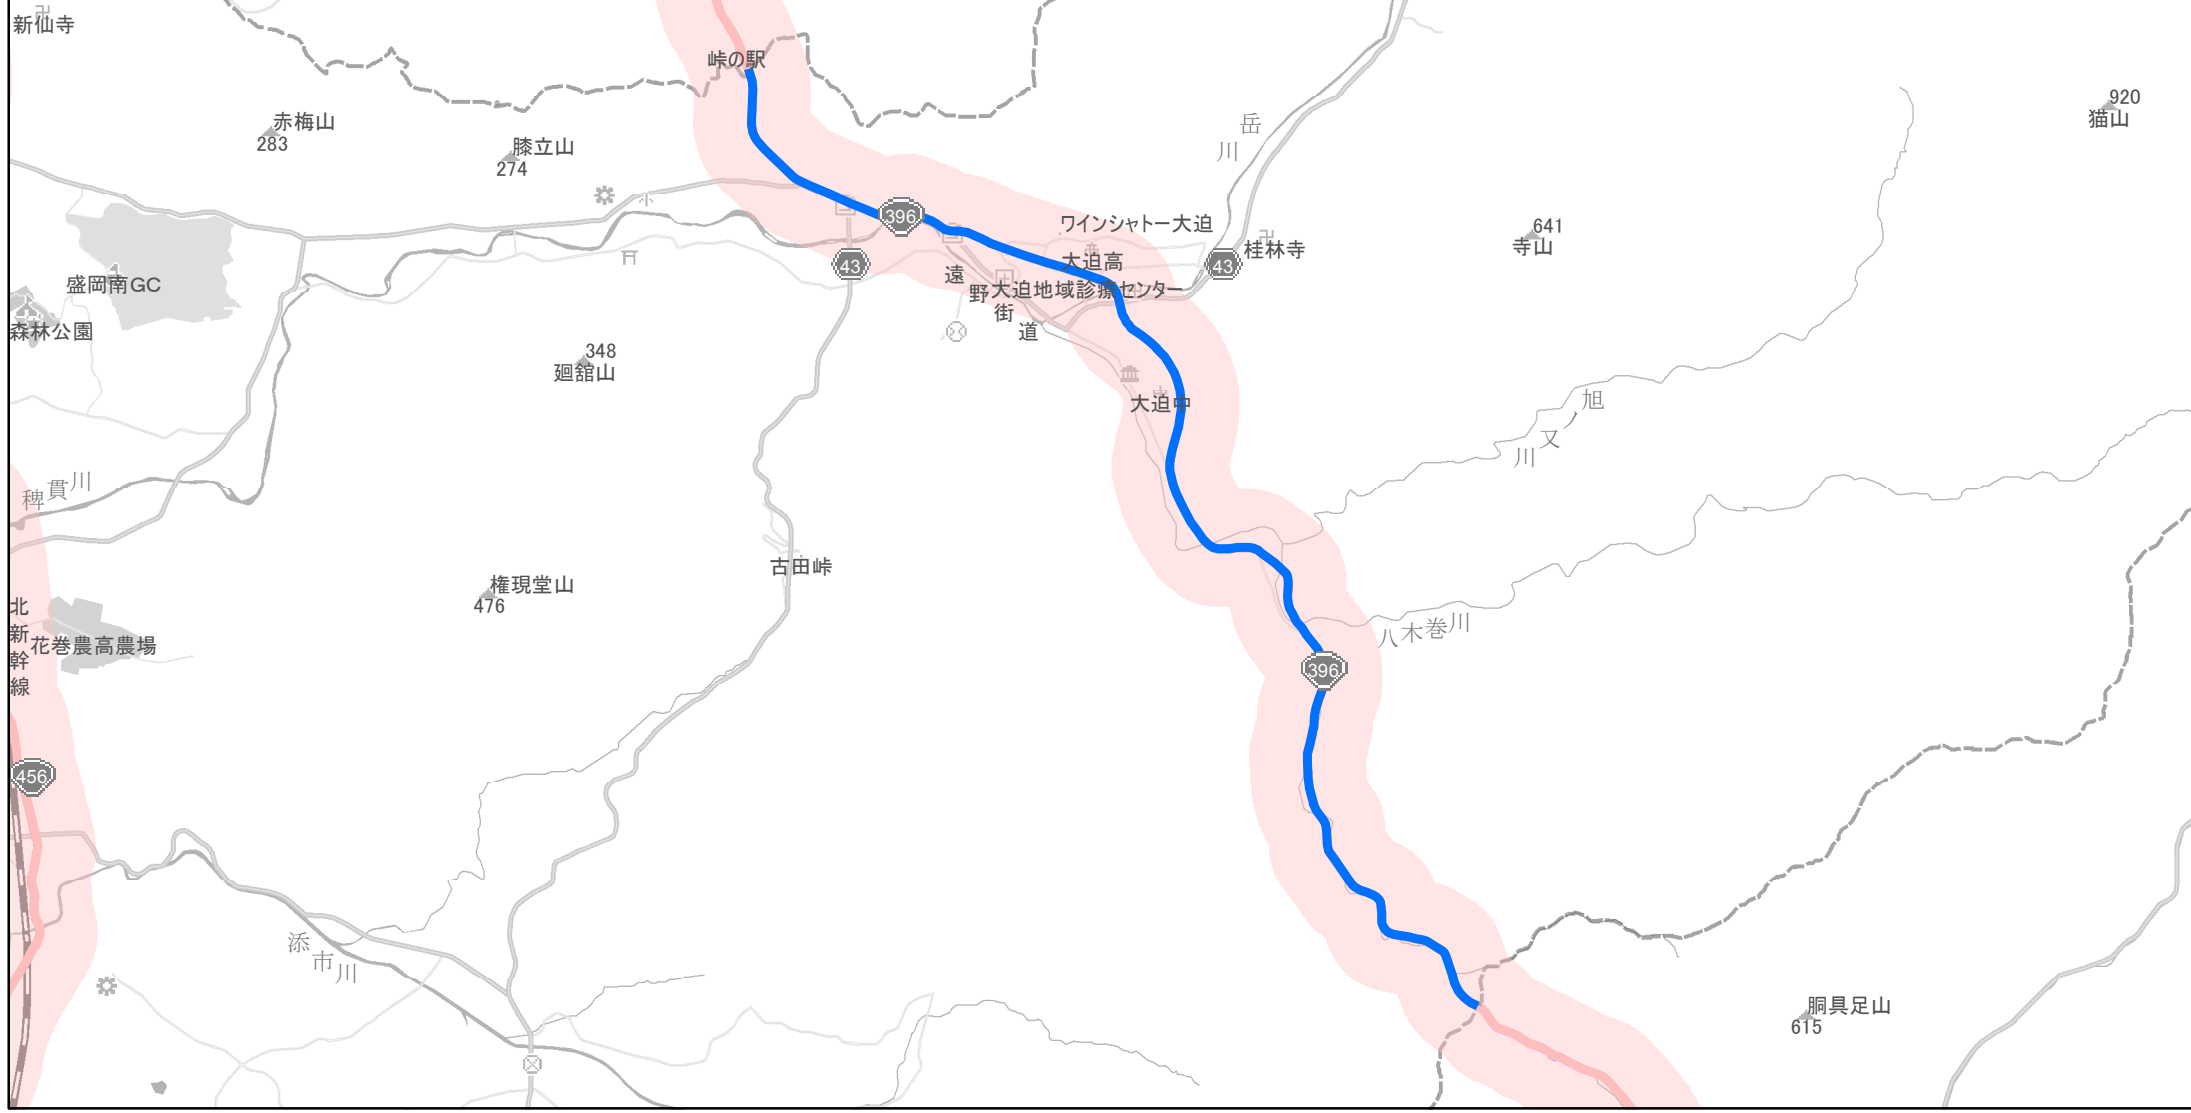 新仙寺
峠の駅
920
猫山
赤梅山
283
膝立山
274
岳川
396
ワインシャトー大迫
641
寺山
桂林寺
大迫高
43
43
盛岡南GC
遠野街道
大迫地域診療センター
森林公園
348
廻舘山
大迫中
旭ノ又川
稗貫川
古田峠
権現堂山
476
北新幹線
花巻農高農場
八木巻川
396
456
添市川
胴具足山
615